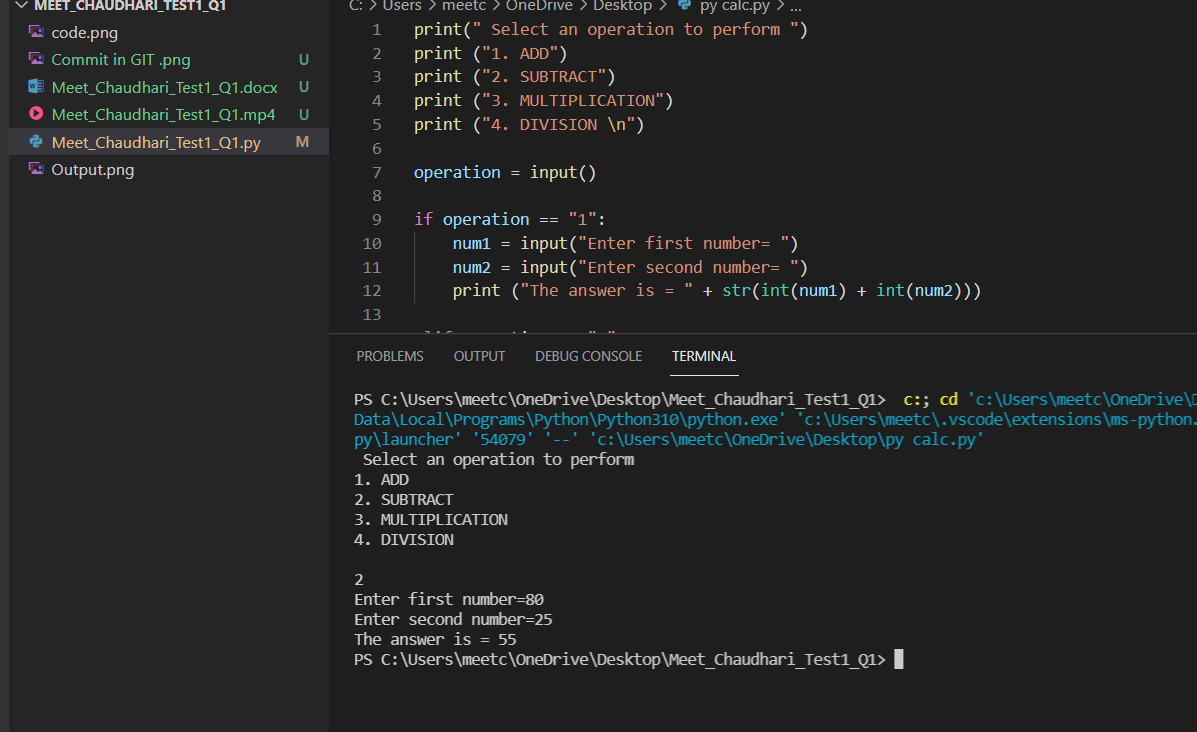 MEET_CHAUDHARI_TEST1_Q1
code.png
Commit in GIT .png U
Meet_Chaudhari_Test1_Q1.docx U
Meet_Chaudhari_Test1_Q1.mp4 U
Meet_Chaudhari_Test1_Q1.py M
Output.png
C: > Users > meetc > OneDrive > Desktop > py calc.py > ...
1 print(" Select an operation to perform ")
2 print ("1. ADD")
3 print ("2. SUBTRACT")
4 print ("3. MULTIPLICATION")
5 print ("4. DIVISION \n")
6
7 operation = input()
8
9 if operation == "1":
10 num1 = input("Enter first number= ")
11 num2 = input("Enter second number= ")
12 print ("The answer is = " + str(int(num1) + int(num2)))
13
PROBLEMS OUTPUT DEBUG CONSOLE TERMINAL
PS C:\Users\meetc\OneDrive\Desktop\Meet_Chaudhari_Test1_Q1> c:; cd 'c:\Users\meetc\OneDrive\D
Data\Local\Programs\Python\Python310\python.exe' 'c:\Users\meetc\.vscode\extensions\ms-python.
py\launcher' '54079' '--' 'c:\Users\meetc\OneDrive\Desktop\py calc.py'
Select an operation to perform
1. ADD
2. SUBTRACT
3. MULTIPLICATION
4. DIVISION
2
Enter first number=80
Enter second number=25
The answer is = 55
PS C:\Users\meetc\OneDrive\Desktop\Meet_Chaudhari_Test1_Q1>